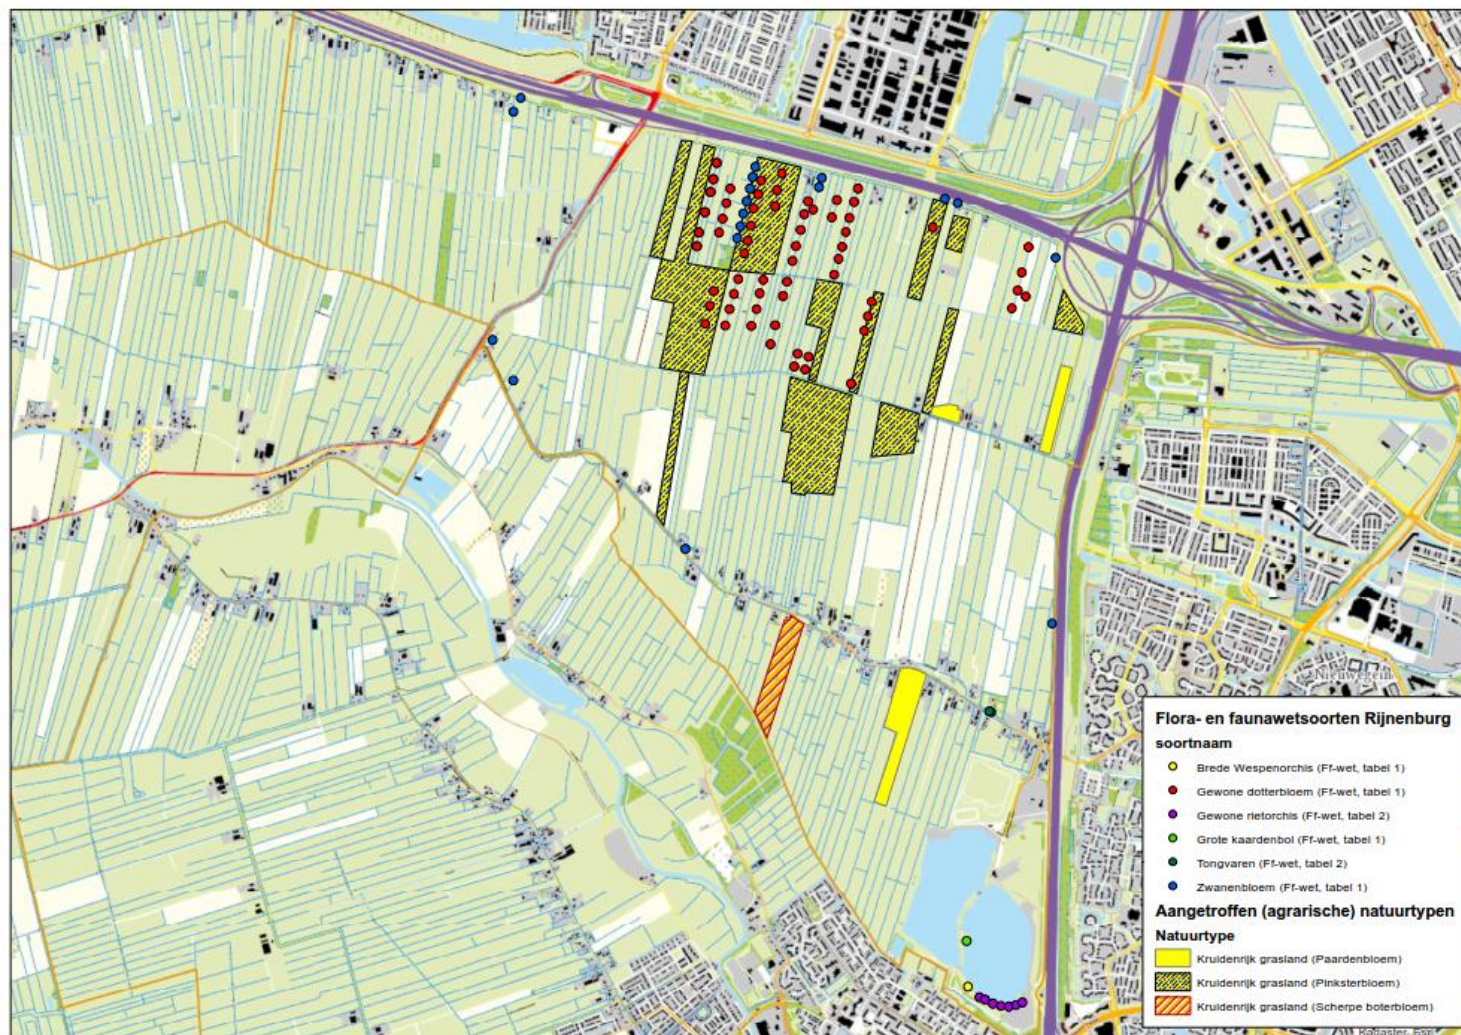 Nieuwegein
Flora- en faunawetsoorten Rijnenburg
soortnaam
Brede Wespenorchis (Ff-wet, tabel 1)
Gewone dotterbloem (Ff-wet, tabel 1)
Gewone rietorchis (Ff-wet, tabel 2)
Grote kaardenbol (Ff-wet, tabel 1)
Tongvaren (Ff-wet, tabel 2)
Zwanenbloem (Ff-wet, tabel 1)
Aangetroffen (agrarische) natuurtypen
Natuurtype
Kruidenrijk grasland (Paardenbloem)
Kruidenrijk grasland (Pinksterbloem)
Kruidenrijk grasland (Scherpe boterbloem)
Kadaster, Esri